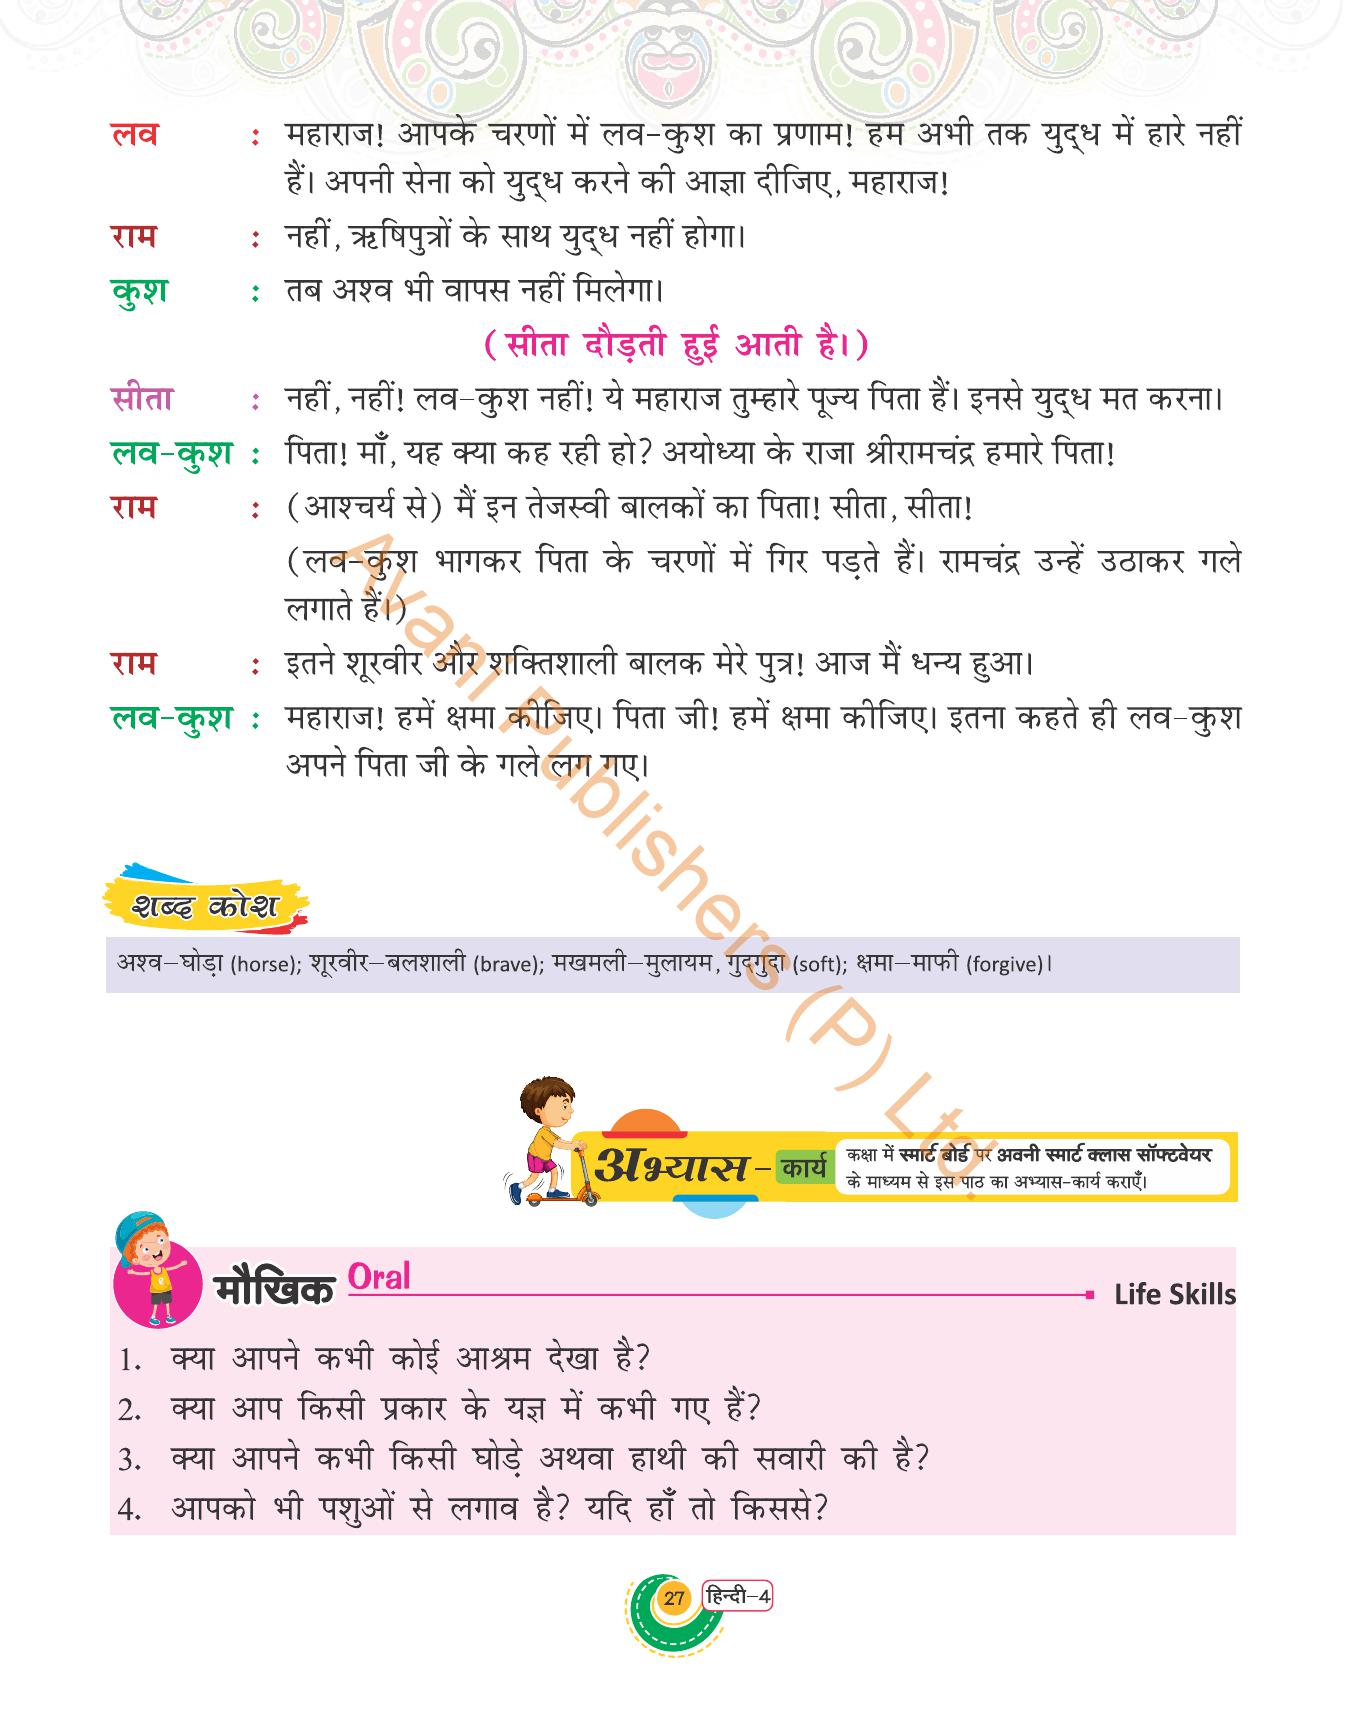 लव : महाराज! आपके चरणों में लव-कुश का प्रणाम! हम अभी तक युद्ध में हारे नहीं
हैं। अपनी सेना को युद्ध करने की आज्ञा दीजिए, महाराज!
राम : नहीं, ऋषिपुत्रों के साथ युद्ध नहीं होगा।
कुश : तब अश्व भी वापस नहीं मिलेगा।
(सीता दौड़ती हुई आती है।)
सीता : नहीं, नहीं! लव-कुश नहीं! ये महाराज तुम्हारे पूज्य पिता हैं। इनसे युद्ध मत करना।
लव-कुश : पिता! माँ, यह क्या कह रही हो? अयोध्या के राजा श्रीरामचंद्र हमारे पिता!
राम : (आश्चर्य से) मैं इन तेजस्वी बालकों का पिता! सीता, सीता!
(लव-कुश भागकर पिता के चरणों में गिर पड़ते हैं। रामचंद्र उन्हें उठाकर गले
लगाते हैं।)
राम : इतने शूरवीर और शक्तिशाली बालक मेरे पुत्र! आज मैं धन्य हुआ।
लव-कुश : महाराज! हमें क्षमा कीजिए। पिता जी! हमें क्षमा कीजिए। इतना कहते ही लव-कुश
अपने पिता जी के गले लग गए।
शब्द कोश
अश्व–घोड़ा (horse); शूरवीर–बलशाली (brave); मखमली–मुलायम, गुदगुदा (soft); क्षमा–माफी (forgive)।
अभ्यास – कार्य
कक्षा में स्मार्ट बोर्ड पर अवनी स्मार्ट क्लास सॉफ्टवेयर
के माध्यम से इस पाठ का अभ्यास-कार्य कराएँ।
मौखिक Oral Life Skills
1. क्या आपने कभी कोई आश्रम देखा है?
2. क्या आप किसी प्रकार के यज्ञ में कभी गए हैं?
3. क्या आपने कभी किसी घोड़े अथवा हाथी की सवारी की है?
4. आपको भी पशुओं से लगाव है? यदि हाँ तो किससे?
27 हिन्दी–4
Avani Publishers (P) Ltd.